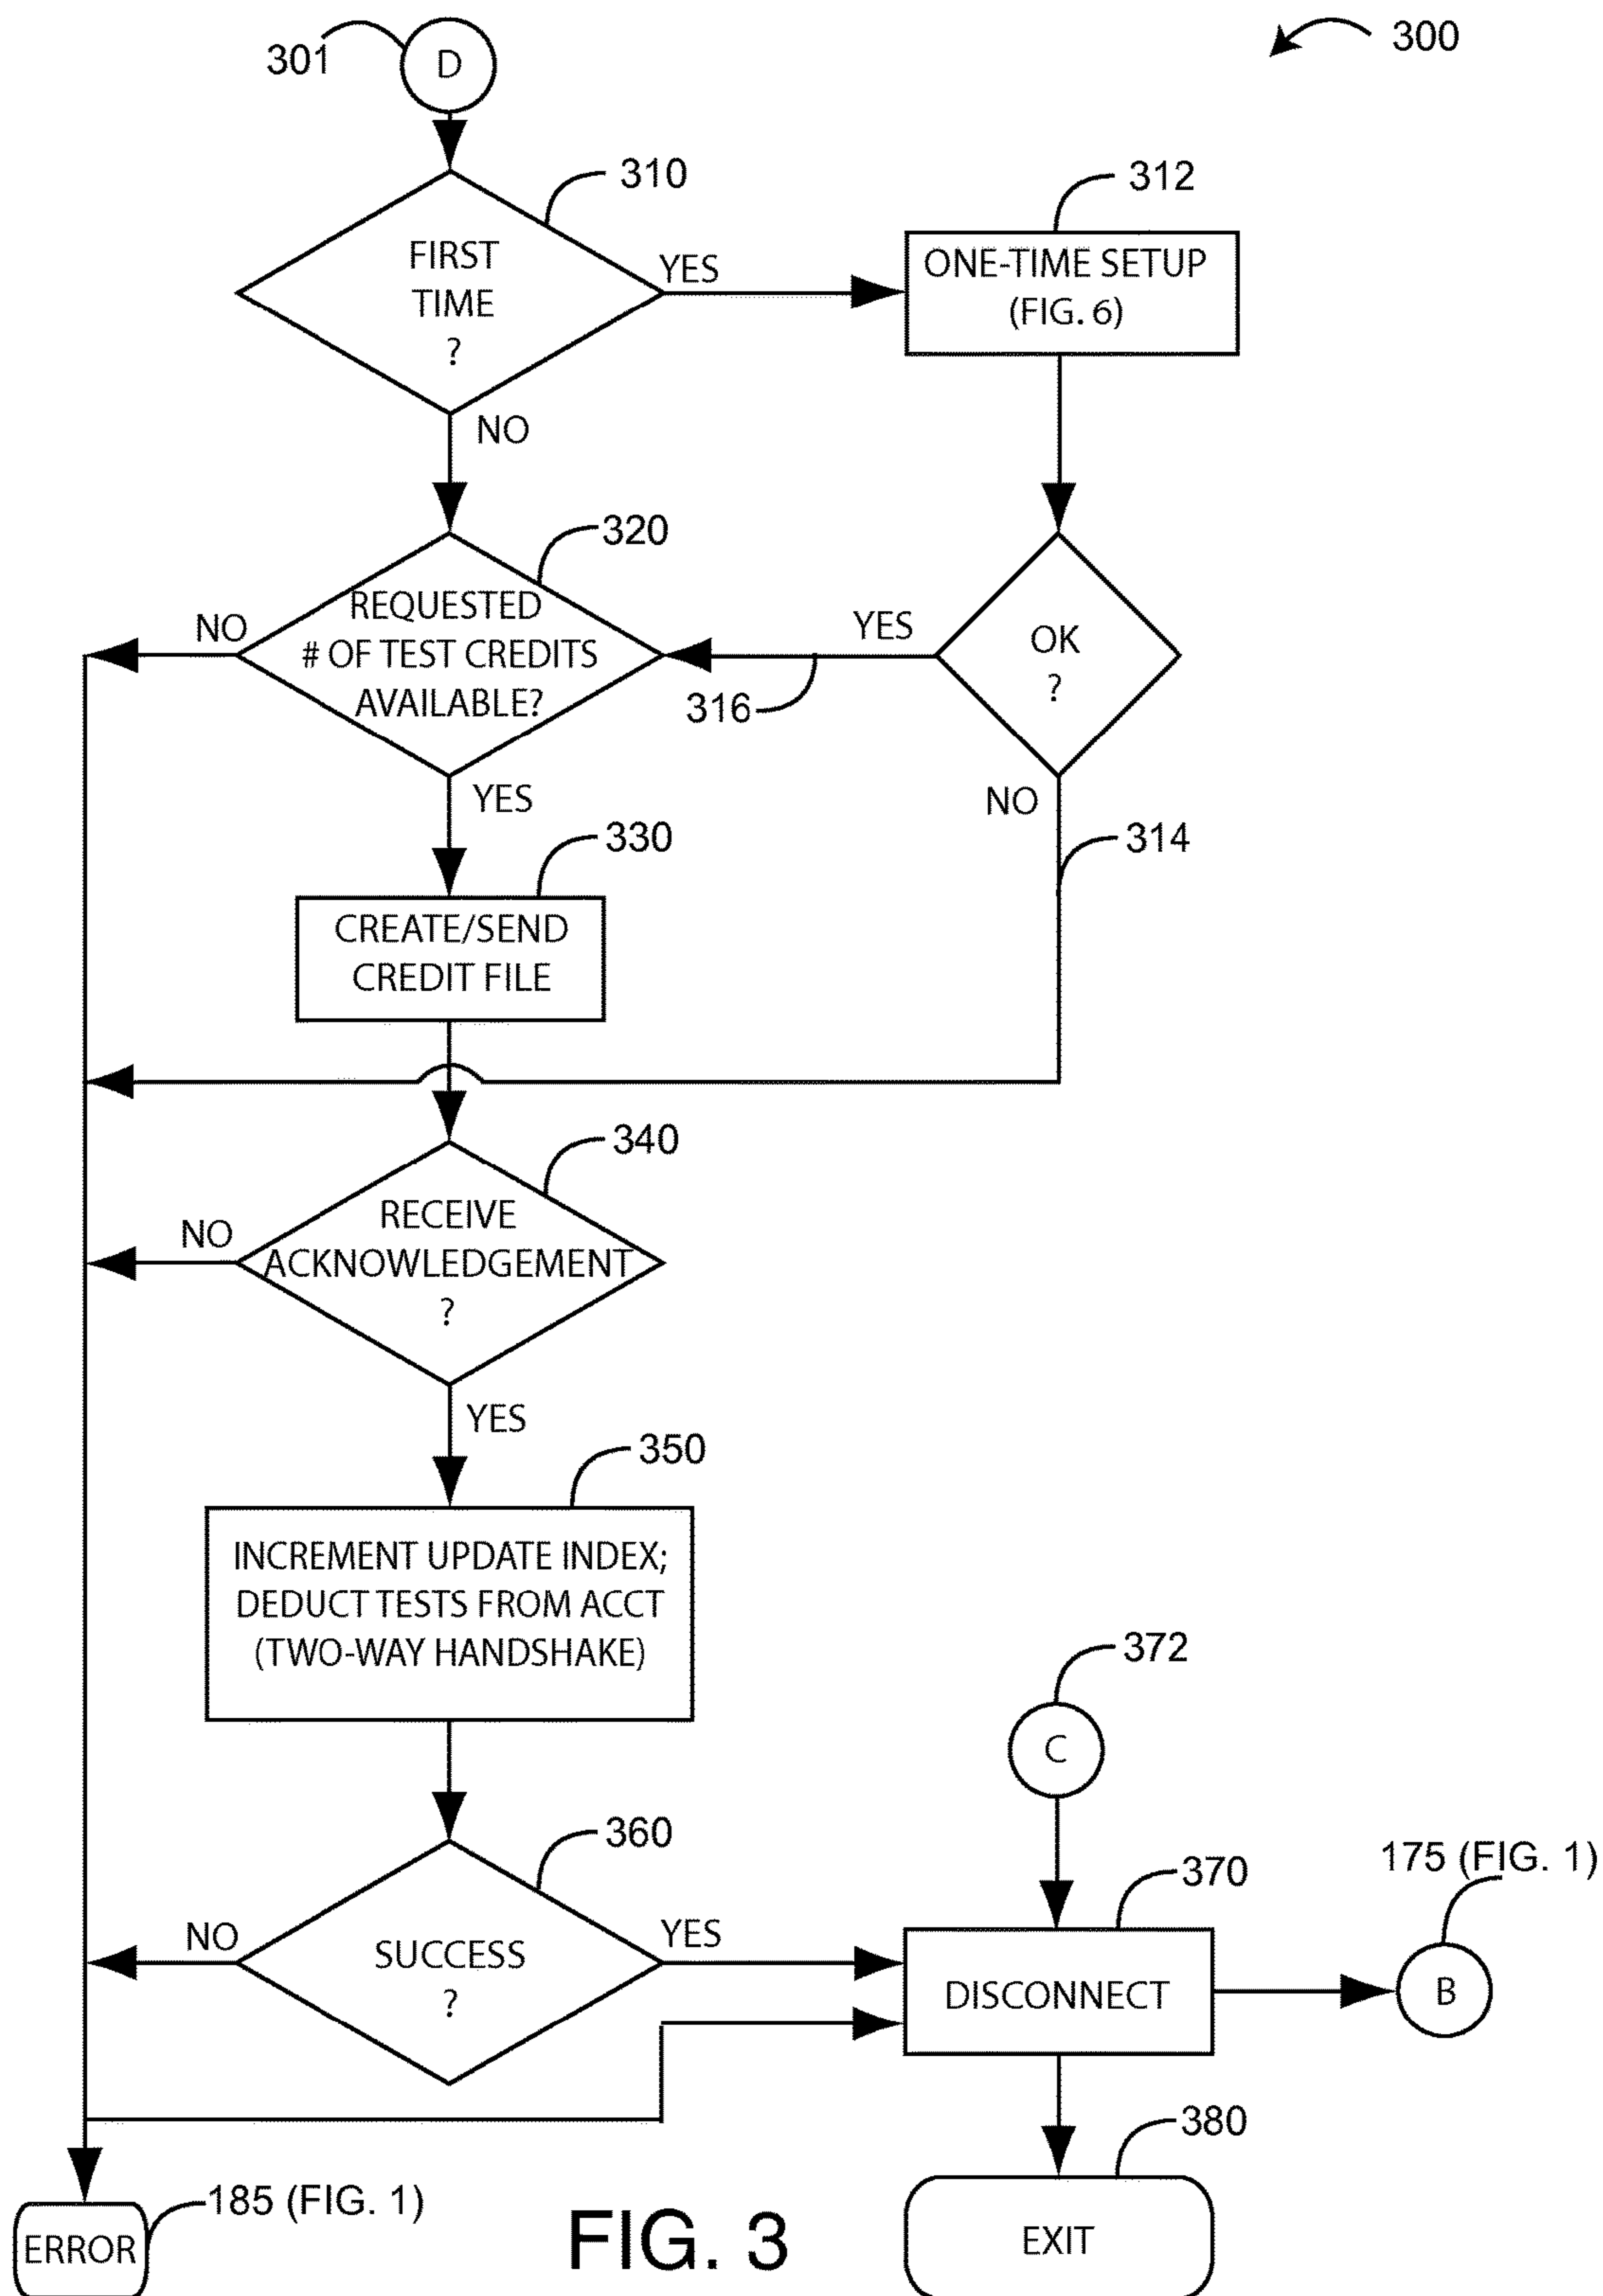 300
301
D
310
FIRST
TIME
?
YES
NO
312
ONE-TIME SETUP
(FIG. 6)
320
REQUESTED
# OF TEST CREDITS
AVAILABLE?
NO
YES
316
OK
?
YES
NO
314
330
CREATE/SEND
CREDIT FILE
340
RECEIVE
ACKNOWLEDGEMENT
?
NO
YES
350
INCREMENT UPDATE INDEX;
DEDUCT TESTS FROM ACCT
(TWO-WAY HANDSHAKE)
372
C
360
SUCCESS
?
NO
YES
370
DISCONNECT
175 (FIG. 1)
B
380
EXIT
185 (FIG. 1)
ERROR
FIG. 3